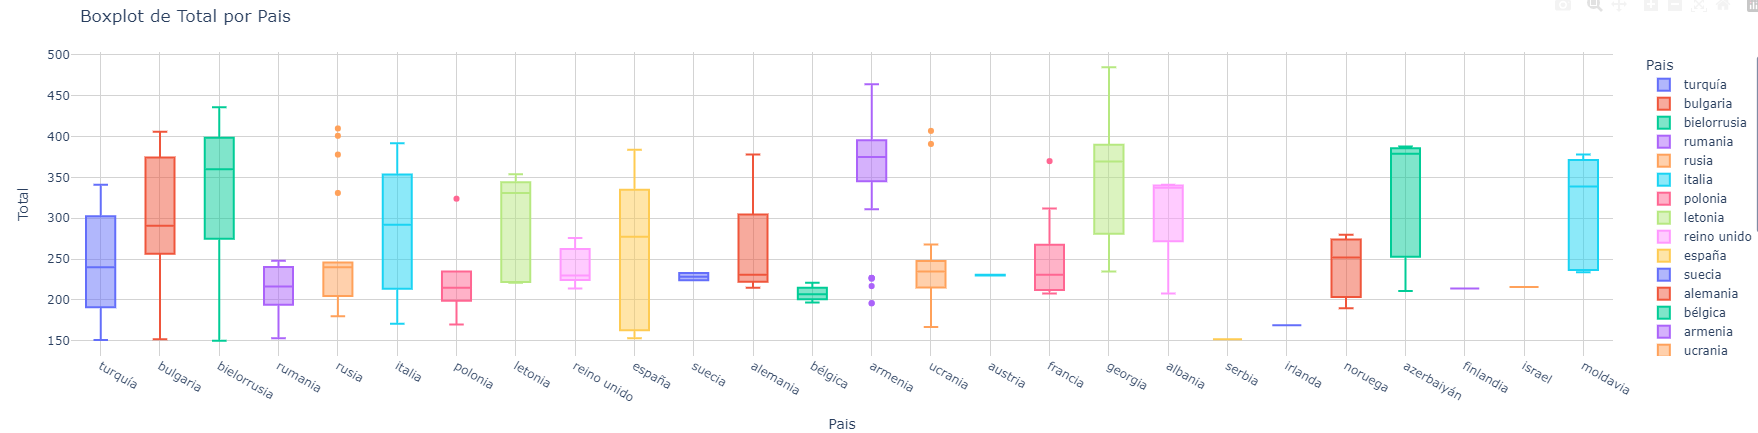 Boxplot de Total por Pais
500
450
400
350
300
250
200
150
Total
turquía
bulgaria
bielorrusia
rumania
rusia
italia
polonia
letonia
reino unido
españa
suecia
alemania
bélgica
armenia
ucrania
austria
francia
georgia
albania
serbia
irlanda
noruega
azerbaiyán
finlandia
israel
moldavia
Pais
Pais
turquía
bulgaria
bielorrusia
rumania
rusia
italia
polonia
letonia
reino unido
españa
suecia
alemania
bélgica
armenia
ucrania